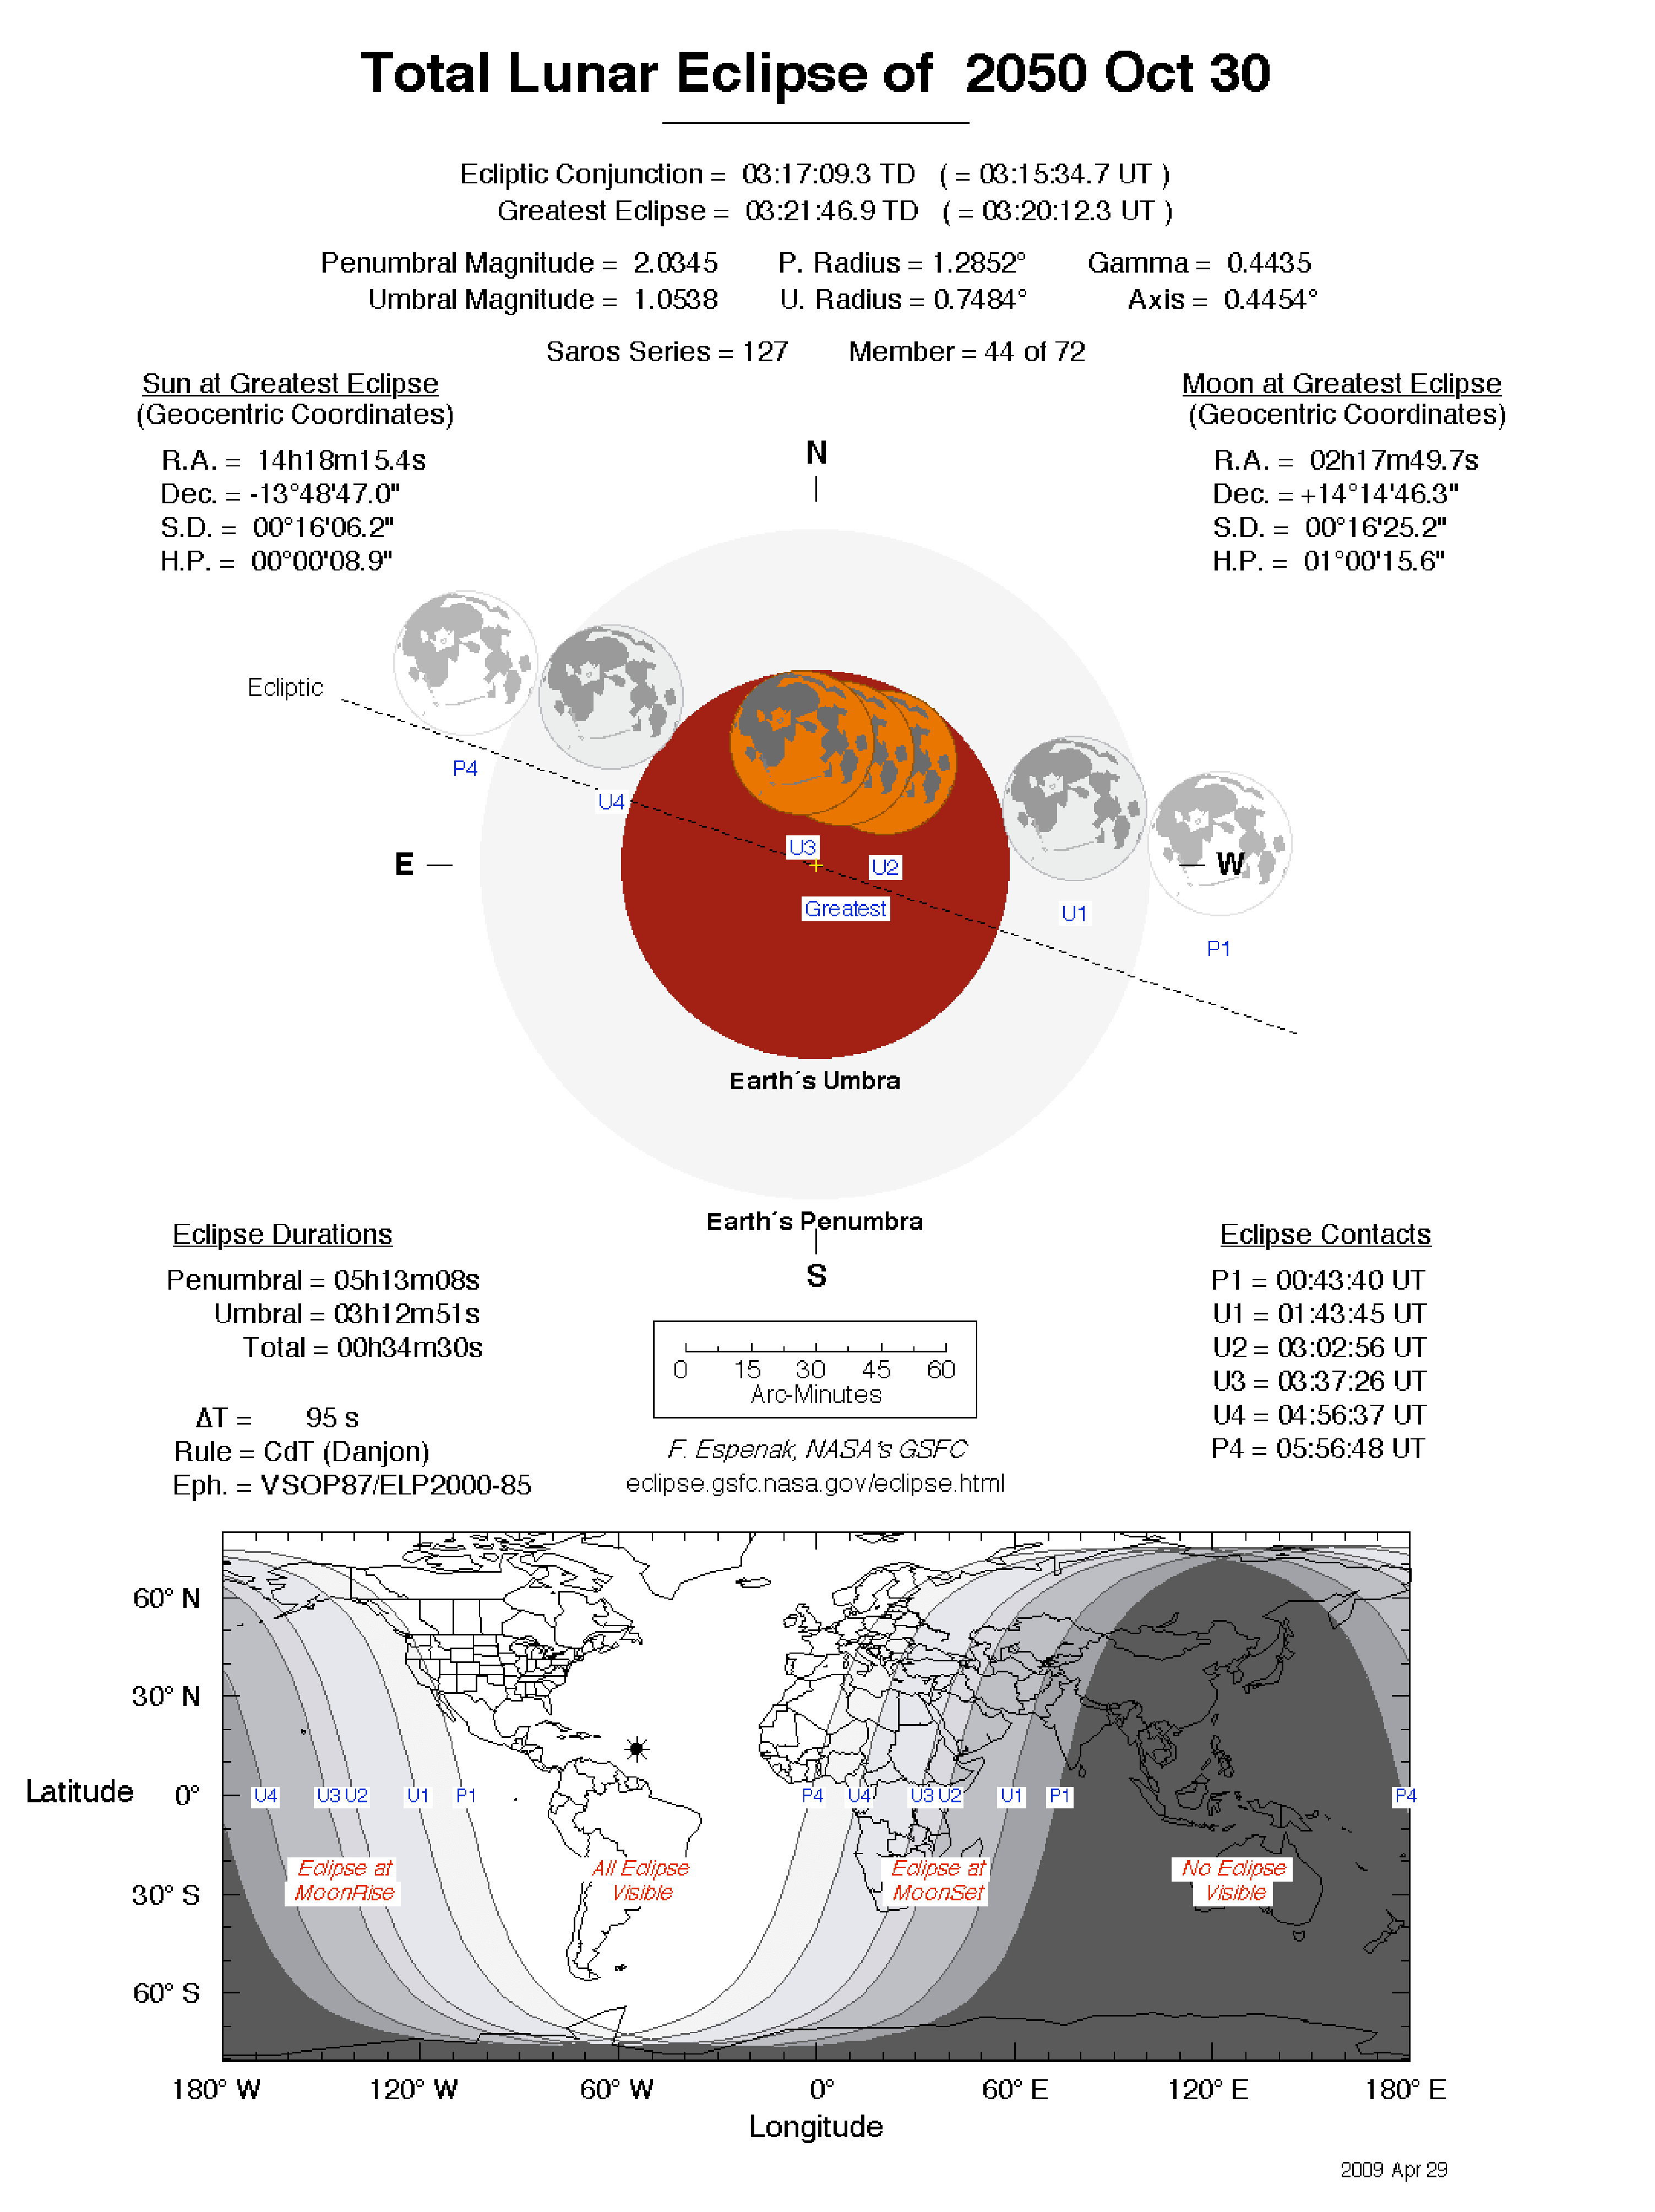 Total Lunar Eclipse of 2050 Oct 30
Ecliptic Conjunction = 03:17:09.3 TD ( = 03:15:34.7 UT )
Greatest Eclipse = 03:21:46.9 TD ( = 03:20:12.3 UT )
Penumbral Magnitude = 2.0345 P. Radius = 1.2852° Gamma = 0.4435
Umbral Magnitude = 1.0538 U. Radius = 0.7484° Axis = 0.4454°
Saros Series = 127 Member = 44 of 72
Sun at Greatest Eclipse
(Geocentric Coordinates)
R.A. = 14h18m15.4s
Dec. = -13°48'47.0"
S.D. = 00°16'06.2"
H.P. = 00°00'08.9"
Moon at Greatest Eclipse
(Geocentric Coordinates)
R.A. = 02h17m49.7s
Dec. = +14°14'46.3"
S.D. = 00°16'25.2"
H.P. = 01°00'15.6"
N
Ecliptic
P4
U4
U3
U2
E
W
Greatest
U1
P1
Earth´s Umbra
Earth´s Penumbra
S
Eclipse Durations
Penumbral = 05h13m08s
Umbral = 03h12m51s
Total = 00h34m30s
ΔT = 95 s
Rule = CdT (Danjon)
Eph. = VSOP87/ELP2000-85
0 15 30 45 60
Arc-Minutes
F. Espenak, NASA's GSFC
eclipse.gsfc.nasa.gov/eclipse.html
Eclipse Contacts
P1 = 00:43:40 UT
U1 = 01:43:45 UT
U2 = 03:02:56 UT
U3 = 03:37:26 UT
U4 = 04:56:37 UT
P4 = 05:56:48 UT
60° N
30° N
Latitude 0°
30° S
60° S
U4 U3 U2 U1 P1 P4 U4 U3 U2 U1 P1 P4
Eclipse at
MoonRise
All Eclipse
Visible
Eclipse at
MoonSet
No Eclipse
Visible
180° W 120° W 60° W 0° 60° E 120° E 180° E
Longitude
2009 Apr 29